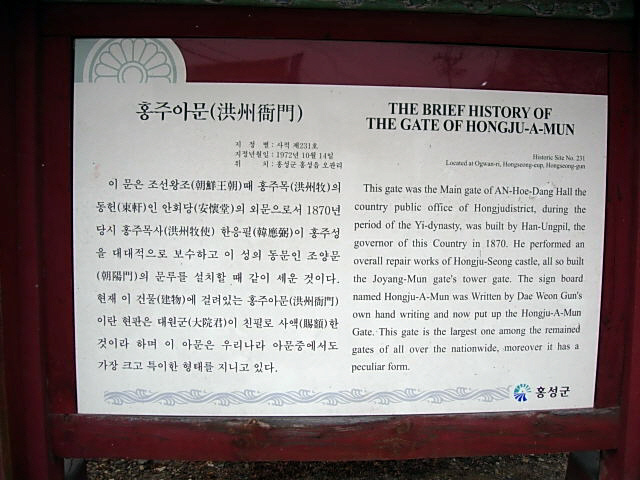 홍주아문(洪州衙門)
지 정 별 : 사적 제231호
지정년월일 : 1972년 10월 14일
위 치 : 홍성군 홍성읍 오관리
이 문은 조선왕조(朝鮮王朝)때 홍주목(洪州牧)의
동헌(東軒)인 안회당(安懷堂)의 외문으로서 1870년
당시 홍주목사(洪州牧使) 한응필(韓應弼)이 홍주성
을 대대적으로 보수하고 이 성의 동문인 조양문
(朝陽門)의 문루를 설치할 때 같이 세운 것이다.
현재 이 건물(建物)에 걸려있는 홍주아문(洪州衙門)
이란 현판은 대원군(大院君)이 친필로 사액(賜額)한
것이라 하며 이 아문은 우리나라 아문중에서도
가장 크고 특이한 형태를 지니고 있다.
THE BRIEF HISTORY OF
THE GATE OF HONGJU-A-MUN
Historic Site No. 231
Located at Ogwan-ri, Hongseong-eup, Hongseong-gun
This gate was the Main gate of AN-Hoe-Dang Hall the
country public office of Hongjudistrict, during the
period of the Yi-dynasty, was built by Han-Ungpil, the
governor of this Country in 1870. He performed an
overall repair works of Hongju-Seong castle, all so built
the Joyang-Mun gate's tower gate. The sign board
named Hongju-A-Mun was Written by Dae Weon Gun's
own hand writing and now put up the Hongju-A-Mun
Gate. This gate is the largest one among the remained
gates of all over the nationwide, moreover it has a
peculiar form.
홍성군